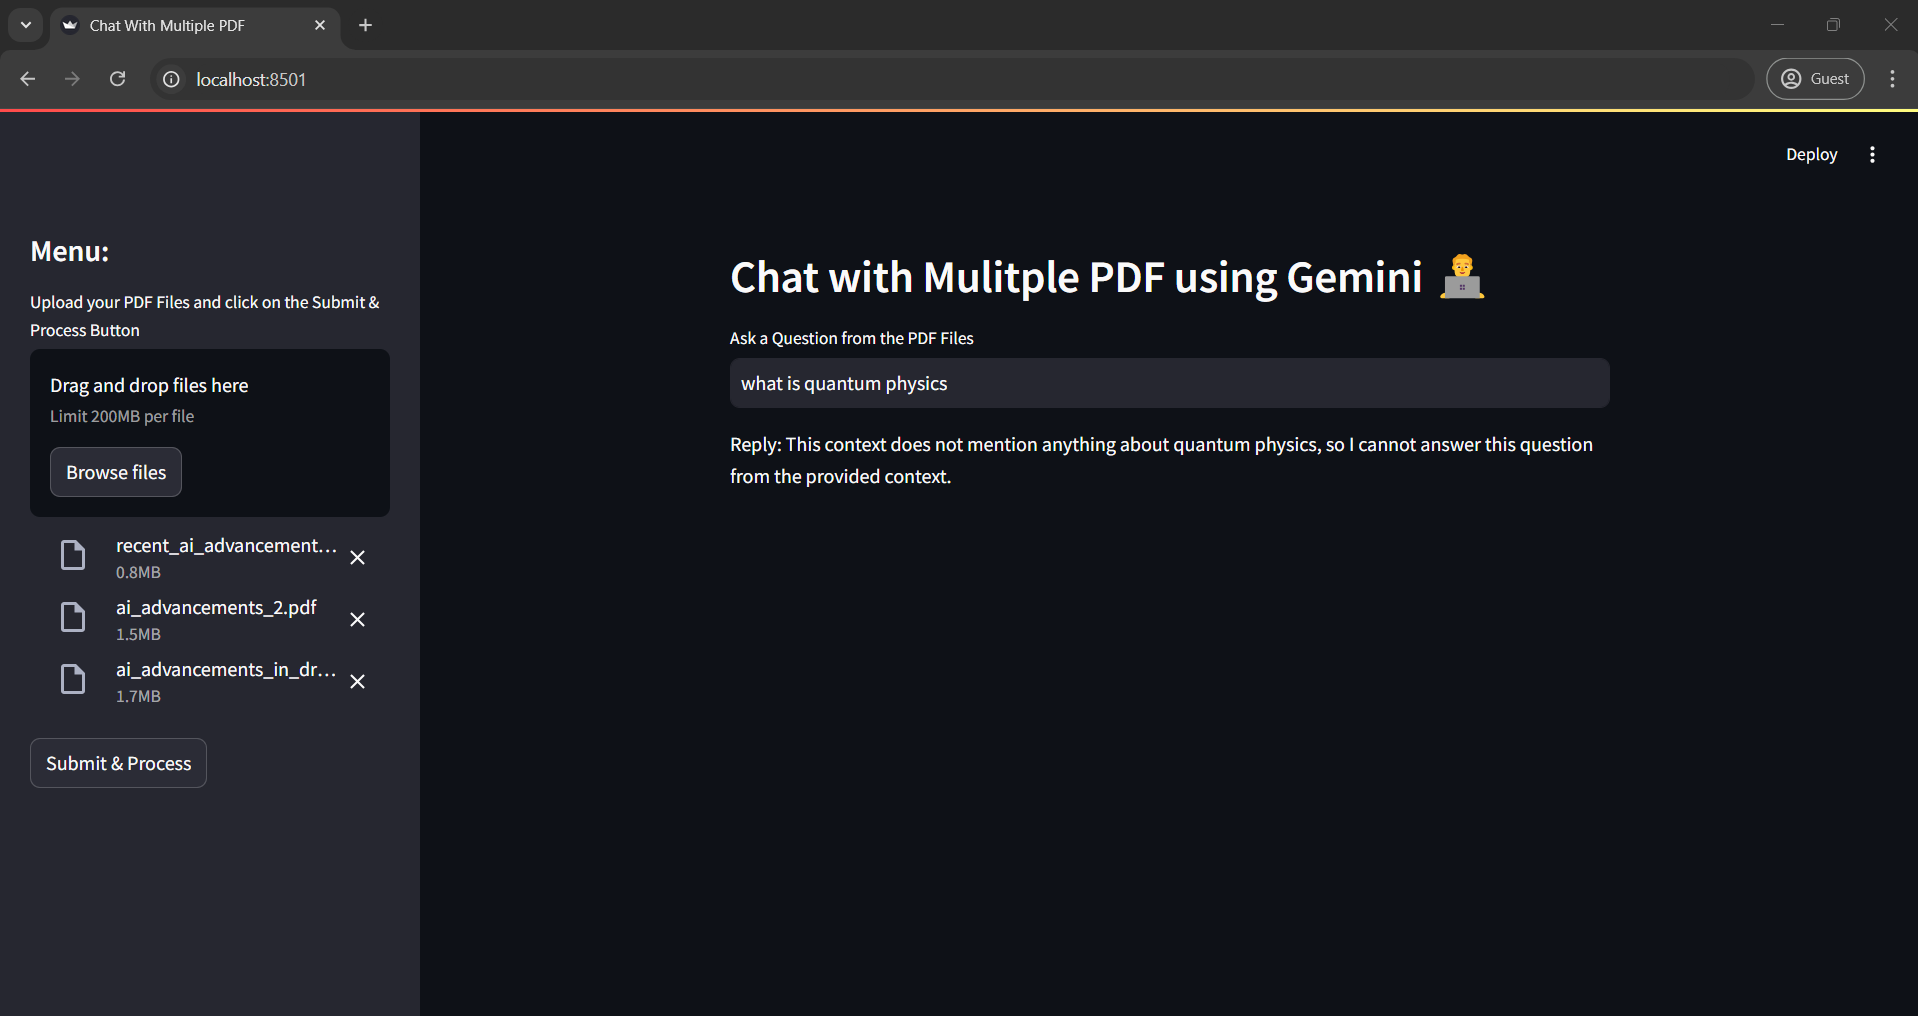 Chat With Multiple PDF
localhost:8501
Guest
Deploy
Menu:
Upload your PDF Files and click on the Submit &
Process Button
Drag and drop files here
Limit 200MB per file
Browse files
recent_ai_advancement...
0.8MB
ai_advancements_2.pdf
1.5MB
ai_advancements_in_dr...
1.7MB
Submit & Process
Chat with Mulitple PDF using Gemini
Ask a Question from the PDF Files
what is quantum physics
Reply: This context does not mention anything about quantum physics, so I cannot answer this question
from the provided context.